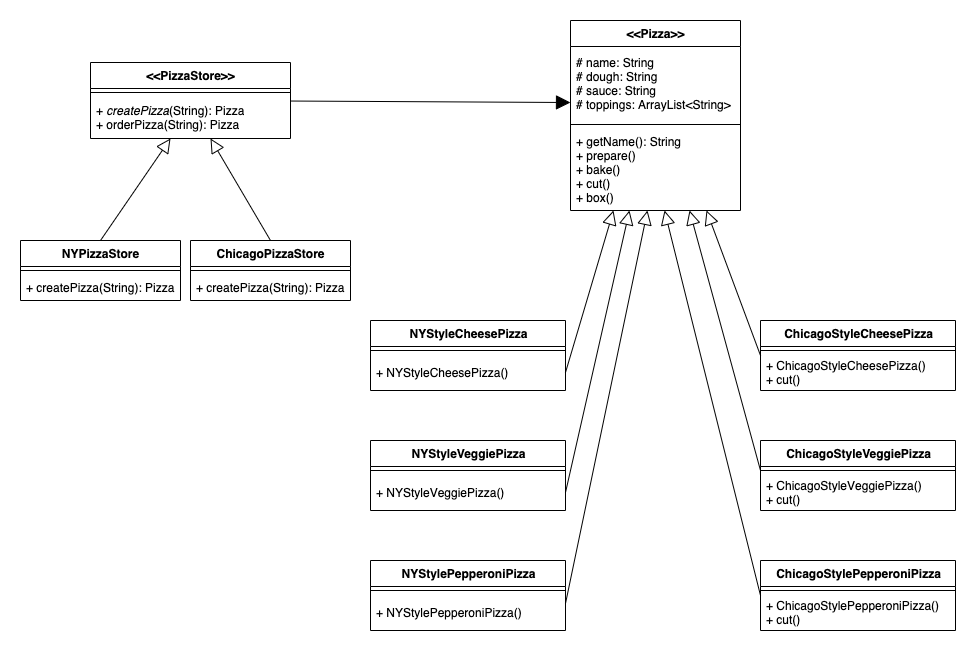 <<Pizza>>
# name: String
# dough: String
# sauce: String
# toppings: ArrayList<String>
+ getName(): String
+ prepare()
+ bake()
+ cut()
+ box()
<<PizzaStore>>
+ createPizza(String): Pizza
+ orderPizza(String): Pizza
NYPizzaStore
+ createPizza(String): Pizza
ChicagoPizzaStore
+ createPizza(String): Pizza
NYStyleCheesePizza
+ NYStyleCheesePizza()
ChicagoStyleCheesePizza
+ ChicagoStyleCheesePizza()
+ cut()
NYStyleVeggiePizza
+ NYStyleVeggiePizza()
ChicagoStyleVeggiePizza
+ ChicagoStyleVeggiePizza()
+ cut()
NYStylePepperoniPizza
+ NYStylePepperoniPizza()
ChicagoStylePepperoniPizza
+ ChicagoStylePepperoniPizza()
+ cut()